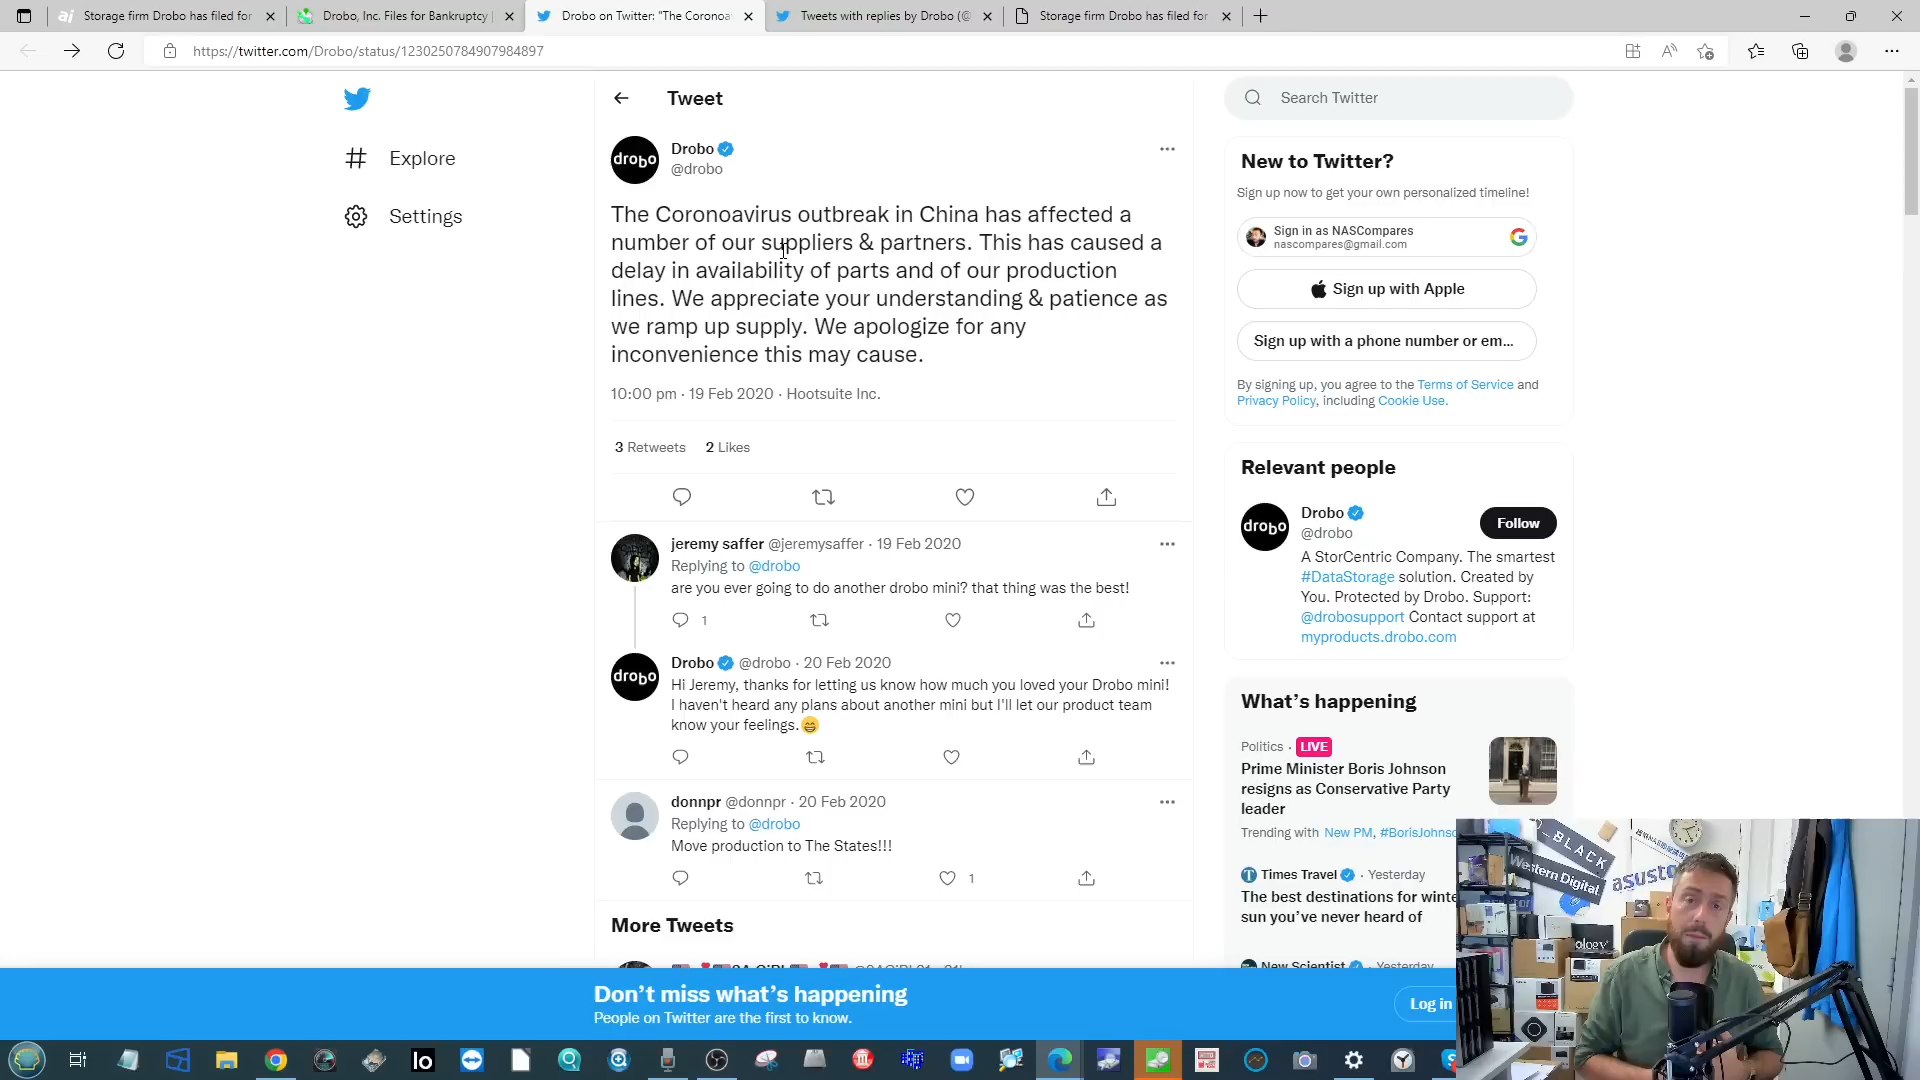 Storage firm Drobo has filed for
Drobo, Inc. Files for Bankruptcy |
Drobo on Twitter: "The Coronoav
Tweets with replies by Drobo (@
Storage firm Drobo has filed for
https://twitter.com/Drobo/status/1230250784907984897
Explore
Settings
Tweet
drobo
Drobo
@drobo
The Coronoavirus outbreak in China has affected a
number of our suppliers & partners. This has caused a
delay in availability of parts and of our production
lines. We appreciate your understanding & patience as
we ramp up supply. We apologize for any
inconvenience this may cause.
10:00 pm · 19 Feb 2020 · Hootsuite Inc.
3 Retweets 2 Likes
jeremy saffer @jeremysaffer · 19 Feb 2020
Replying to @drobo
are you ever going to do another drobo mini? that thing was the best!
1
drobo
Drobo @drobo · 20 Feb 2020
Hi Jeremy, thanks for letting us know how much you loved your Drobo mini!
I haven't heard any plans about another mini but I'll let our product team
know your feelings.😁
donnpr @donnpr · 20 Feb 2020
Replying to @drobo
Move production to The States!!!
1
More Tweets
Search Twitter
New to Twitter?
Sign up now to get your own personalized timeline!
Sign in as NASCompares
nascompares@gmail.com
Sign up with Apple
Sign up with a phone number or em...
By signing up, you agree to the Terms of Service and
Privacy Policy, including Cookie Use.
Relevant people
drobo
Drobo
@drobo
Follow
A StorCentric Company. The smartest
#DataStorage solution. Created by
You. Protected by Drobo. Support:
@drobosupport Contact support at
myproducts.drobo.com
What's happening
Politics · LIVE
Prime Minister Boris Johnson
resigns as Conservative Party
leader
Trending with New PM, #BorisJohnso
Times Travel · Yesterday
The best destinations for winte
sun you've never heard of
New Scientist · Yesterday
Don't miss what's happening
People on Twitter are the first to know.
Log in
_BLACK
Western Digital.
asusto
ology